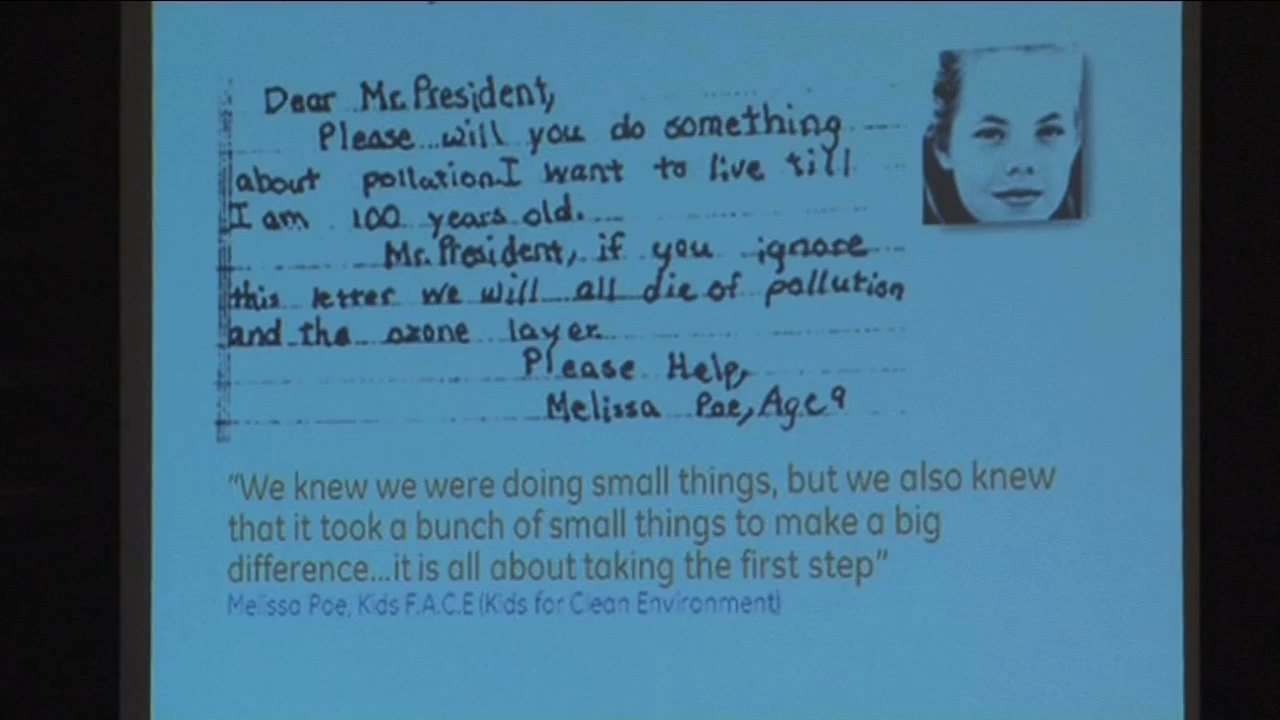 Dear Mr. President,
Please will you do something
about pollation. I want to live till
I am 100 years old.
Mr. President, if you ignore
this letter we will all die of pollution
and the ozone layer.
Please Help,
Melissa Poe, Age 9
"We knew we were doing small things, but we also knew
that it took a bunch of small things to make a big
difference...it is all about taking the first step"
Melissa Poe, Kids F.A.C.E (Kids for Clean Environment)